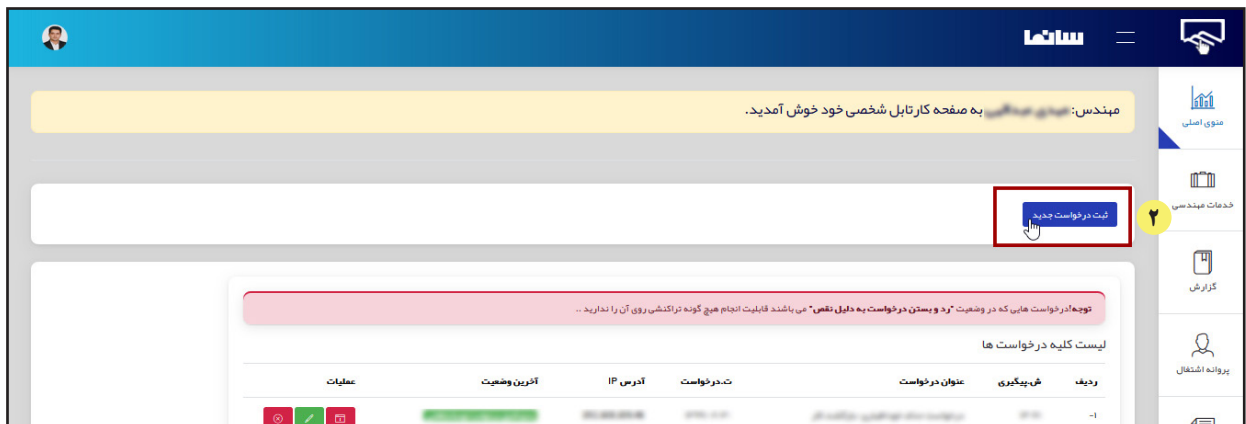 سانما
منوی اصلی
مهندس: به صفحه کارتابل شخصی خود خوش آمدید.
خدمات مهندسی
۲
ثبت درخواست جدید
گزارش
توجه!درخواست هایی که در وضعیت "رد و بستن درخواست به دلیل نقص" می باشند قابلیت انجام هیچ گونه تراکنشی روی آن را ندارید ..
لیست کلیه درخواست ها
پروانه اشتغال
ردیف ش.پیگیری عنوان درخواست ت.درخواست آدرس IP آخرین وضعیت عملیات
۱-